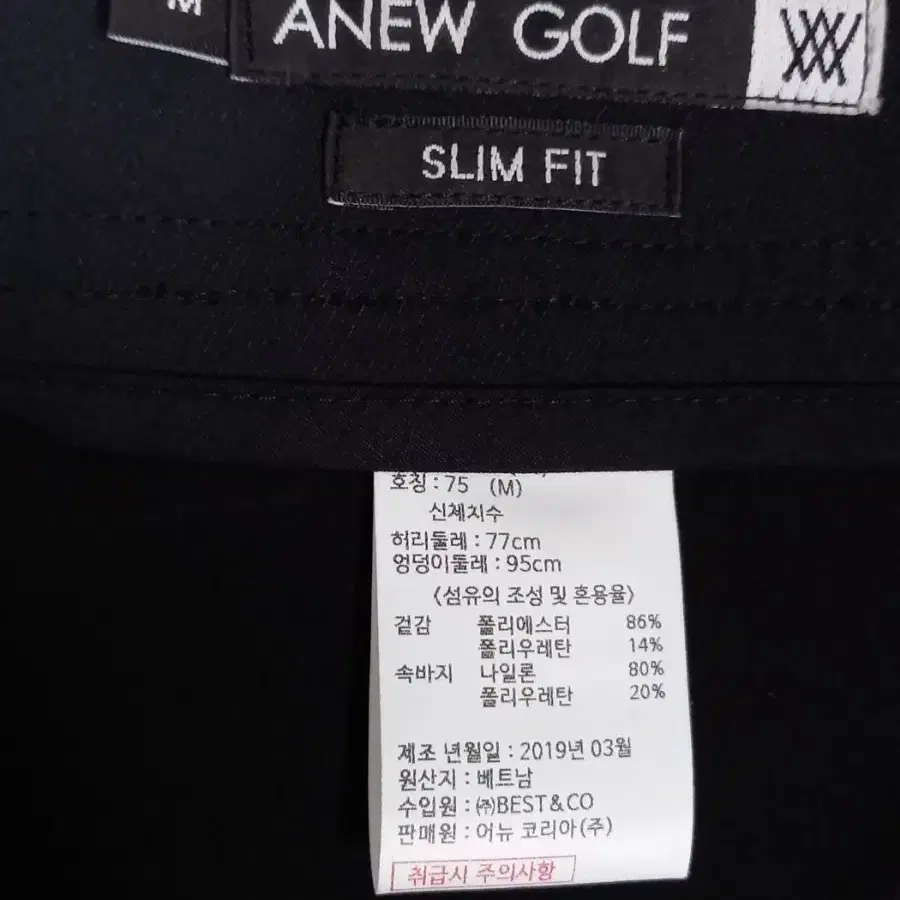 M
ANEW GOLF
SLIM FIT
호칭 : 75 (M)
신체치수
허리둘레 : 77cm
엉덩이둘레 : 95cm
〈섬유의 조성 및 혼용율〉
겉감 폴리에스터 86%
폴리우레탄 14%
속바지 나일론 80%
폴리우레탄 20%
제조 년월일 : 2019년 03월
원산지 : 베트남
수입원 : ㈜BEST&CO
판매원 : 어뉴 코리아(주)
취급시 주의사항